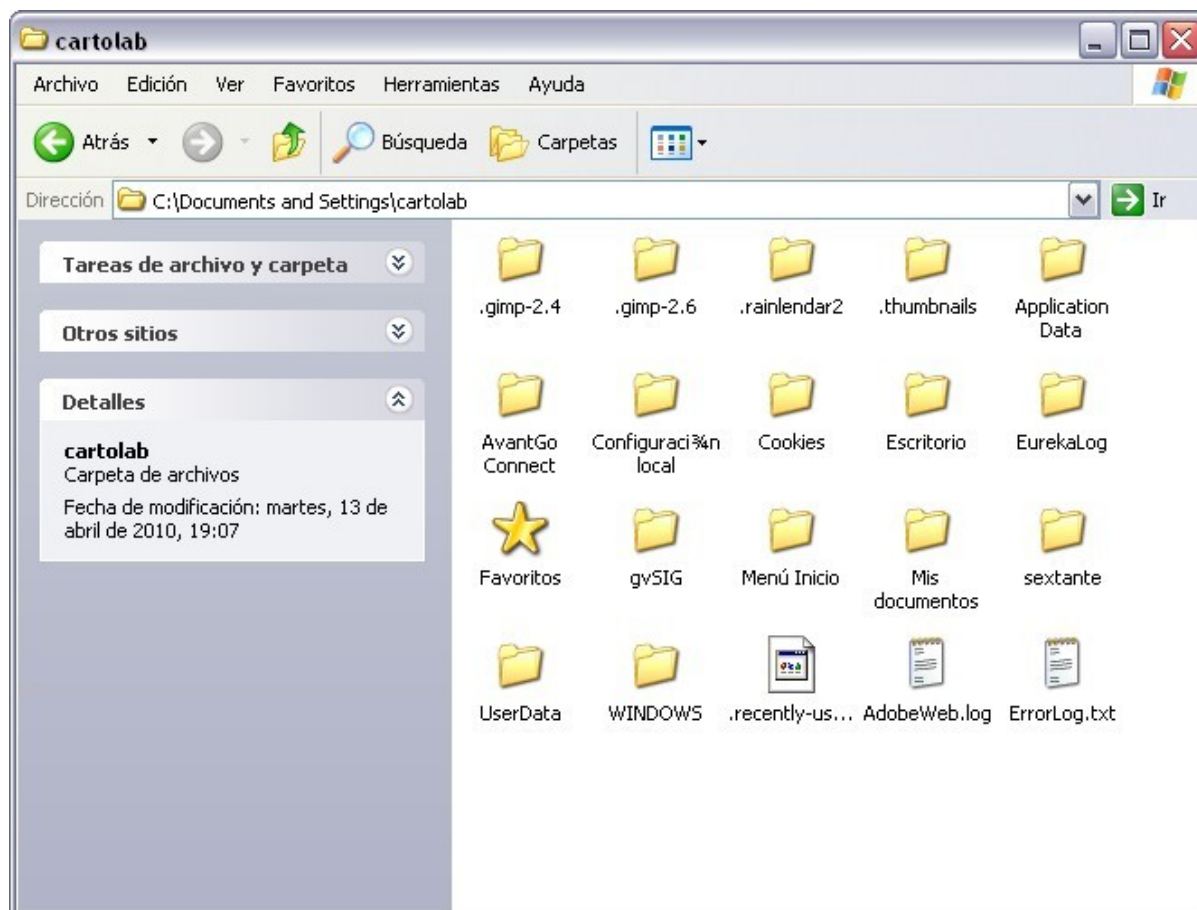 cartolab
Archivo Edición Ver Favoritos Herramientas Ayuda
Atrás Búsqueda Carpetas
Dirección C:\Documents and Settings\cartolab Ir
Tareas de archivo y carpeta
Otros sitios
Detalles
cartolab
Carpeta de archivos
Fecha de modificación: martes, 13 de
abril de 2010, 19:07
.gimp-2.4 .gimp-2.6 .rainlendar2 .thumbnails Application
Data
AvantGo Configuraci¾n Cookies Escritorio EurekaLog
Connect local
Favoritos gvSIG Menú Inicio Mis sextante
documentos
UserData WINDOWS .recently-us... AdobeWeb.log ErrorLog.txt